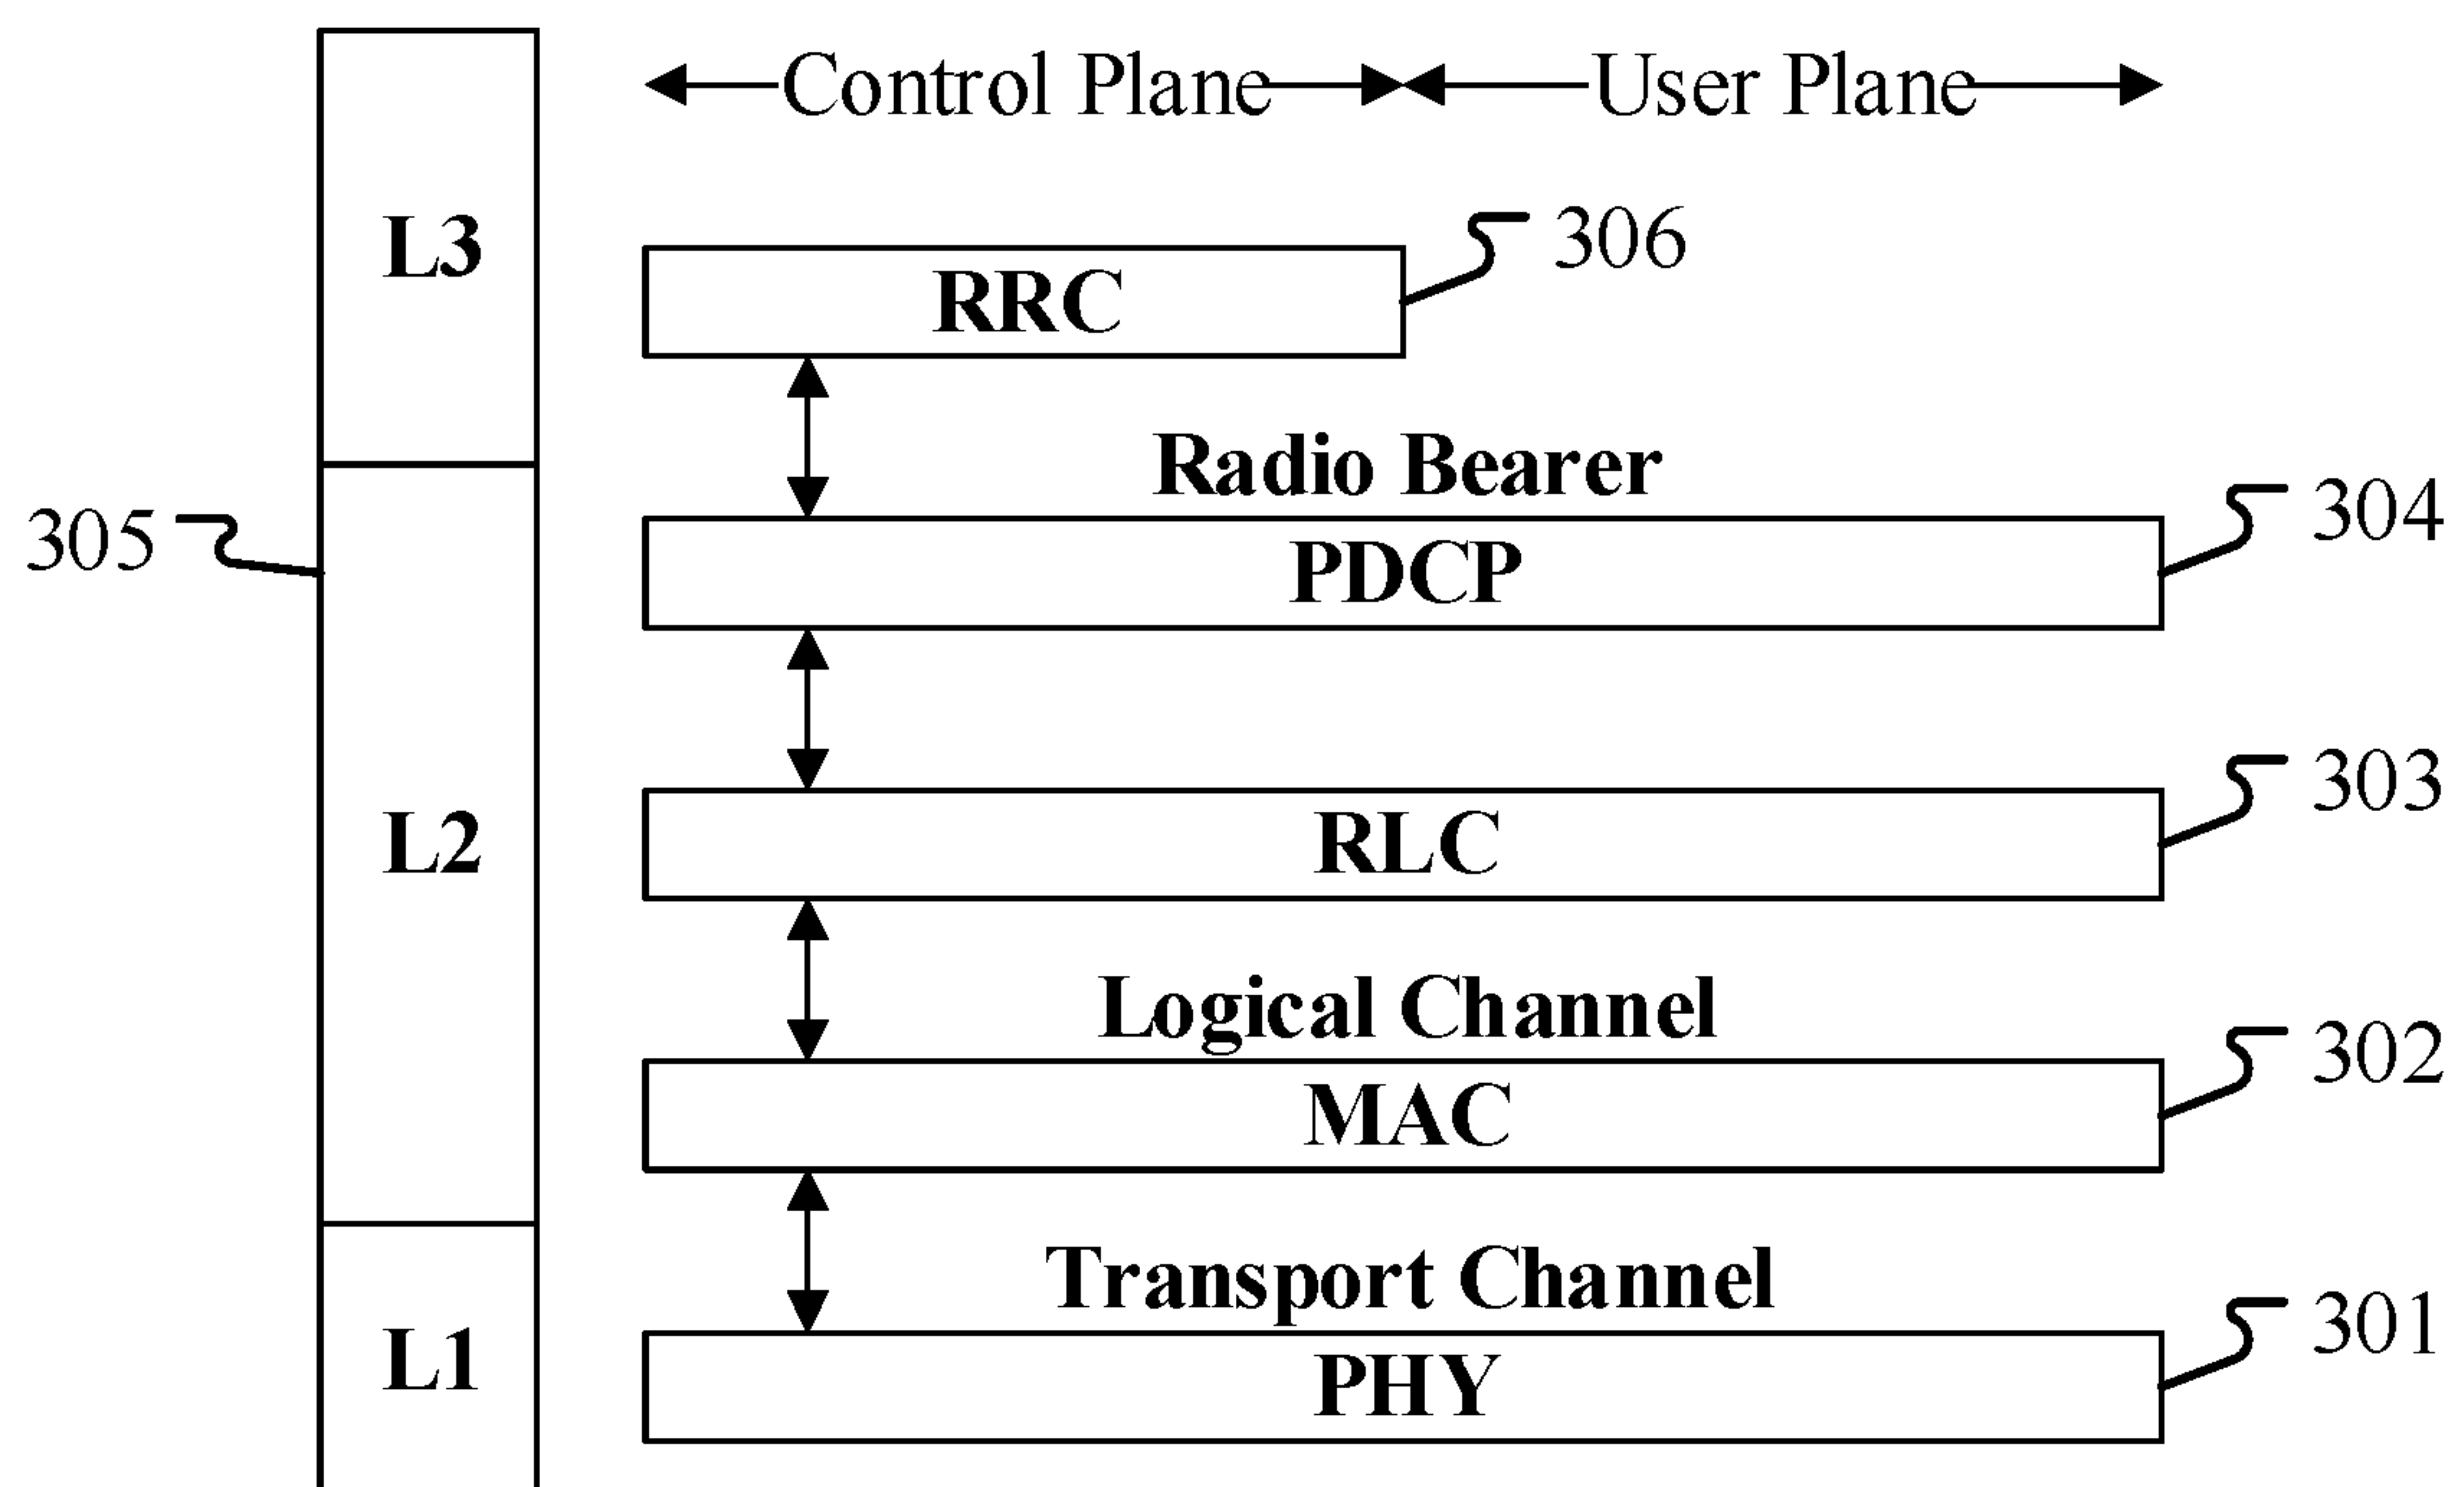 Control Plane User Plane
L3
RRC
306
Radio Bearer
305
PDCP
304
L2
RLC
303
Logical Channel
MAC
302
Transport Channel
L1
PHY
301